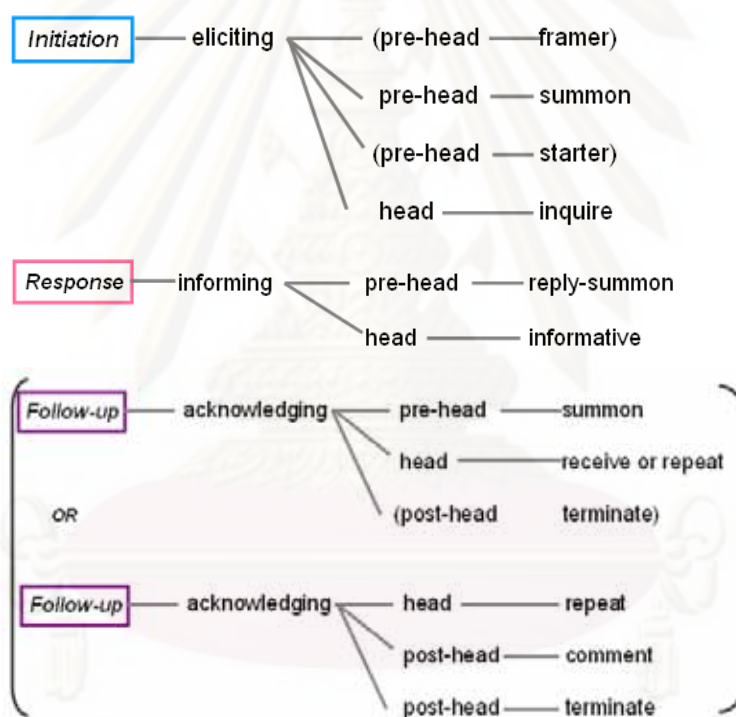 Initiation eliciting (pre-head framer)
pre-head summon
(pre-head starter)
head inquire
Response informing pre-head reply-summon
head informative
Follow-up acknowledging pre-head summon
head receive or repeat
OR (post-head terminate)
Follow-up acknowledging head repeat
post-head comment
post-head terminate